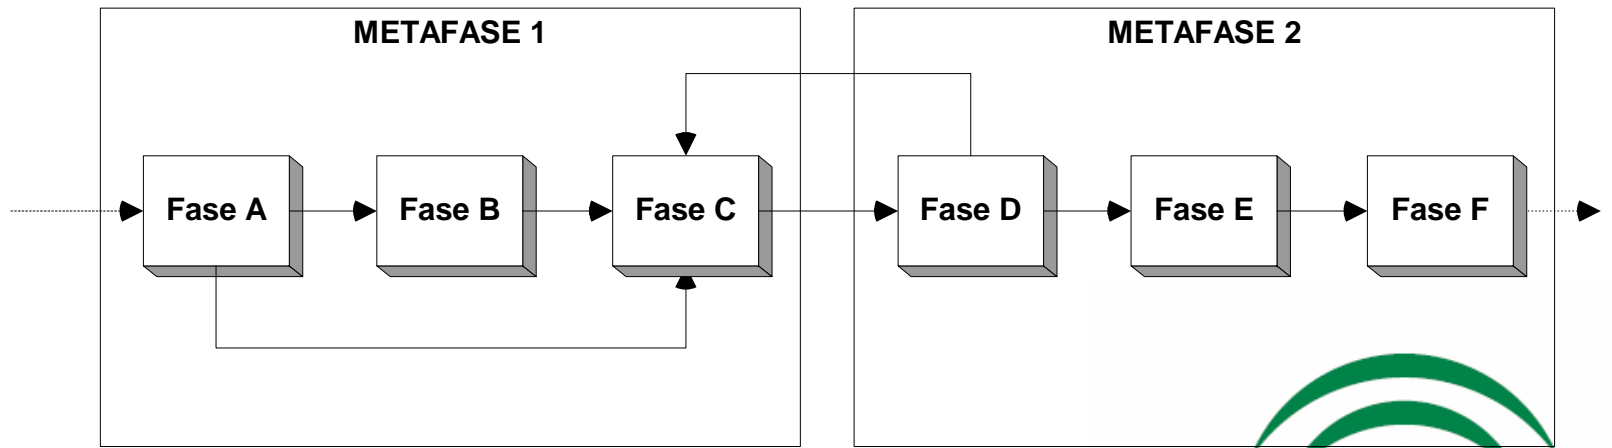 METAFASE 1
METAFASE 2
Fase A
Fase B
Fase C
Fase D
Fase E
Fase F